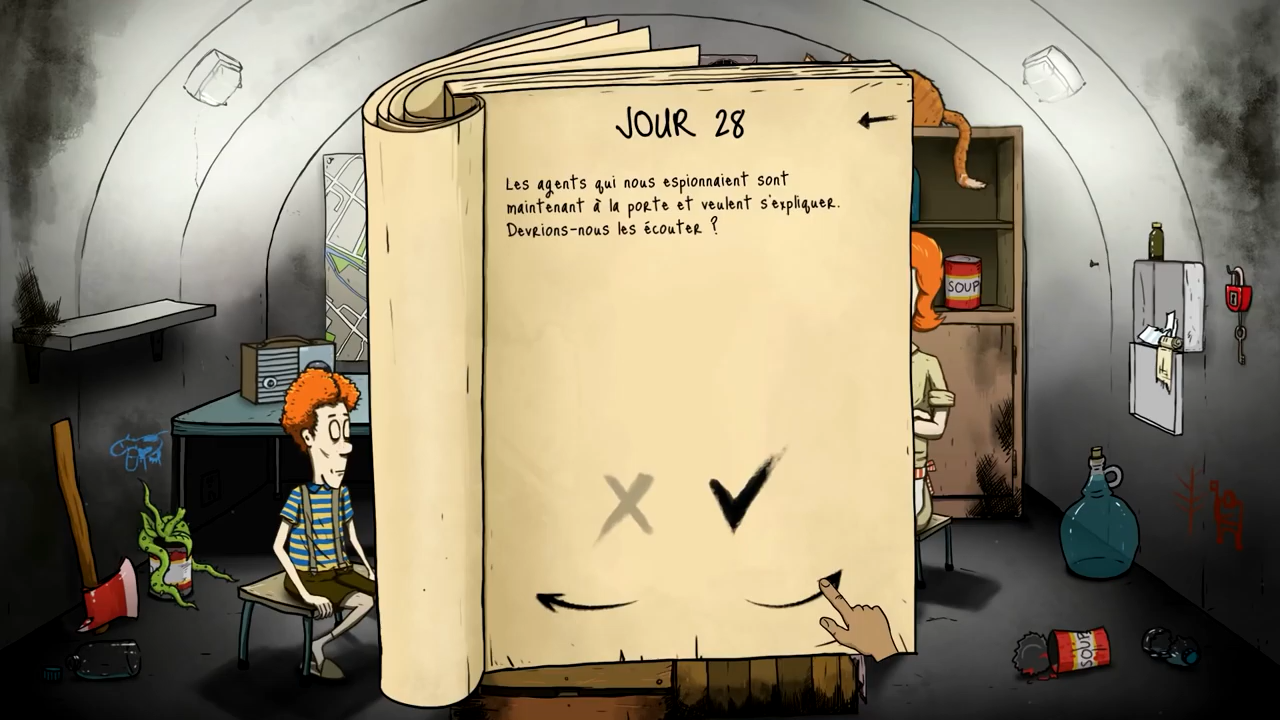 JOUR 28
Les agents qui nous espionnaient sont
maintenant à la porte et veulent s'expliquer.
Devrions-nous les écouter ?
SOUP
SOUP